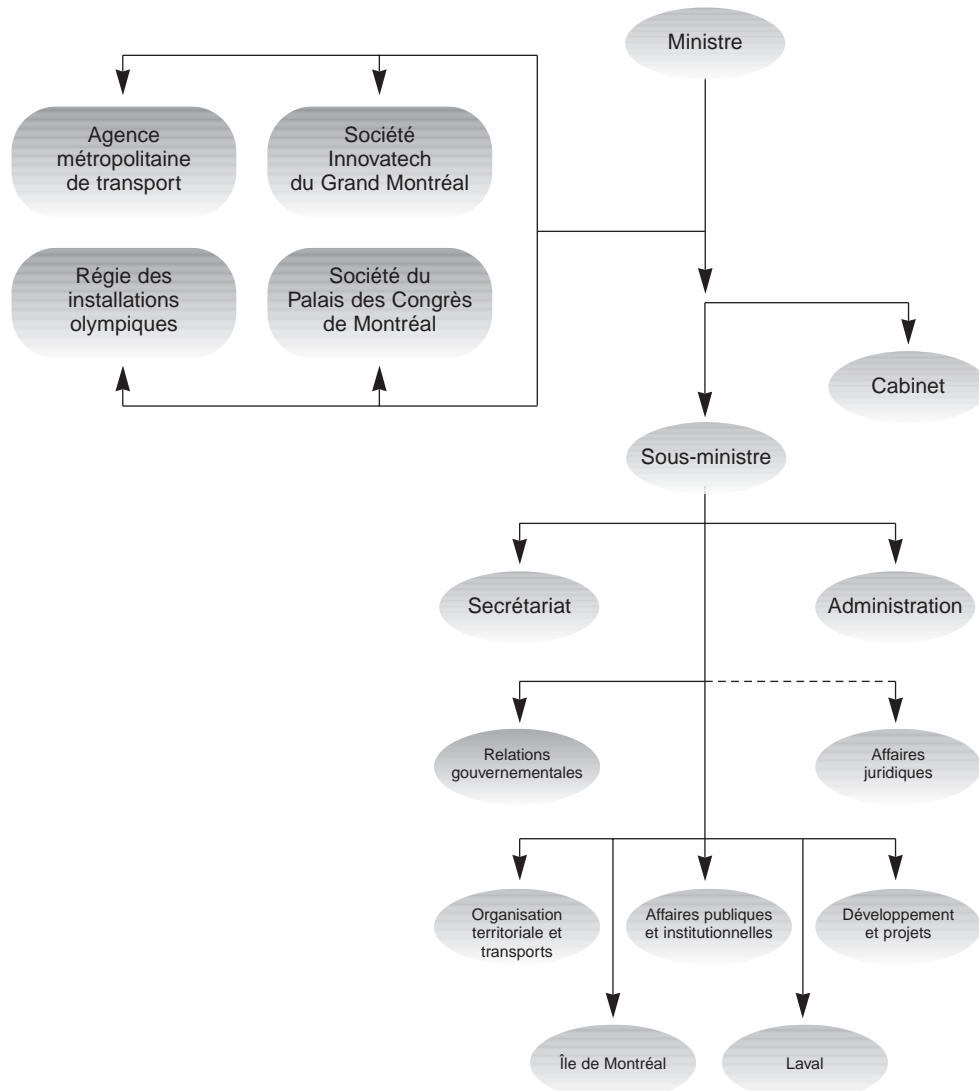 Ministre
Agence
métropolitaine
de transport
Société
Innovatech
du Grand Montréal
Régie des
installations
olympiques
Société du
Palais des Congrès
de Montréal
Cabinet
Sous-ministre
Secrétariat
Administration
Relations
gouvernementales
Affaires
juridiques
Organisation
territoriale et
transports
Affaires publiques
et institutionnelles
Développement
et projets
Île de Montréal
Laval